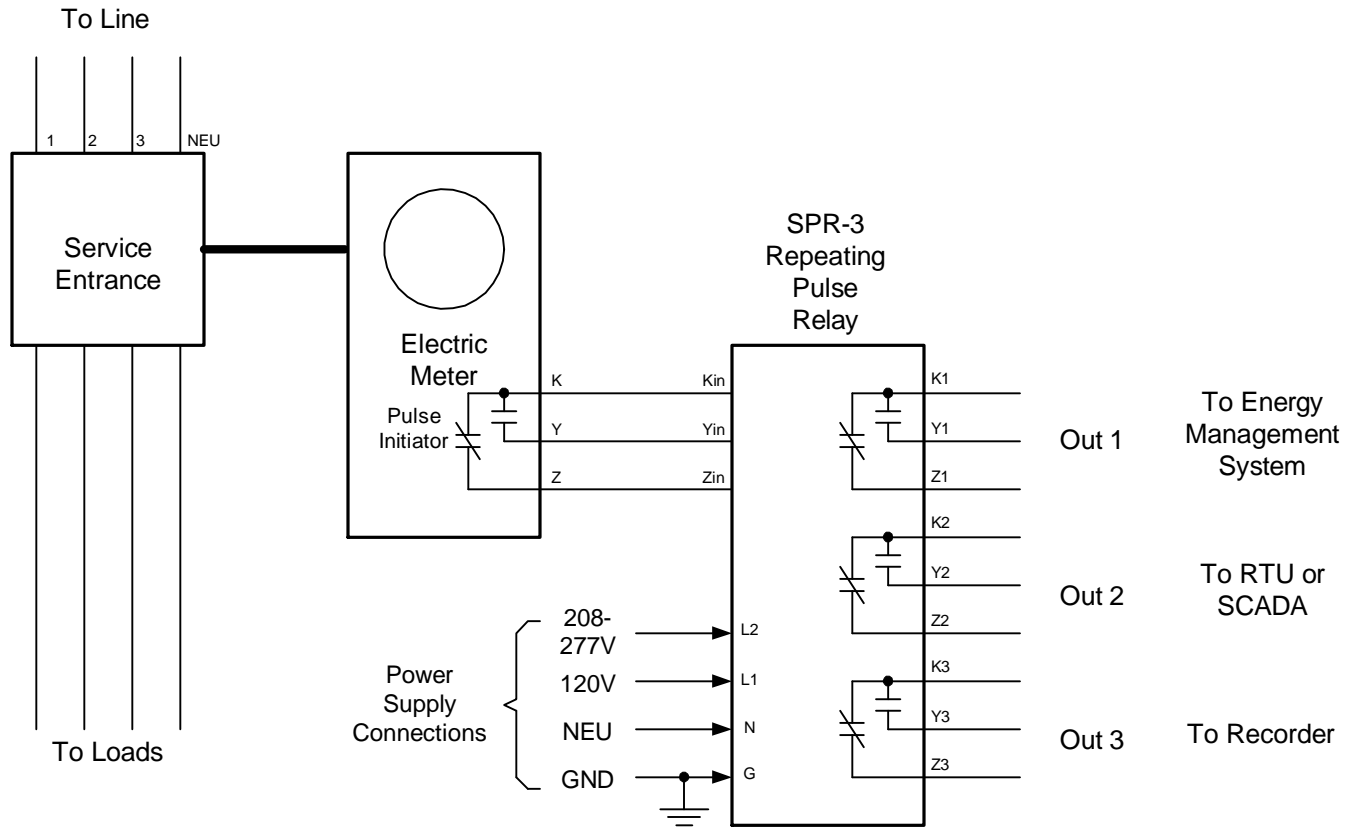 To Line
1
2
3
NEU
Service
Entrance
To Loads
Electric
Meter
Pulse
Initiator
K
Y
Z
SPR-3
Repeating
Pulse
Relay
Kin
Yin
Zin
Power
Supply
Connections
208-
277V
120V
NEU
GND
L2
L1
N
G
K1
Y1
Z1
Out 1
To Energy
Management
System
K2
Y2
Z2
Out 2
To RTU or
SCADA
K3
Y3
Z3
Out 3
To Recorder